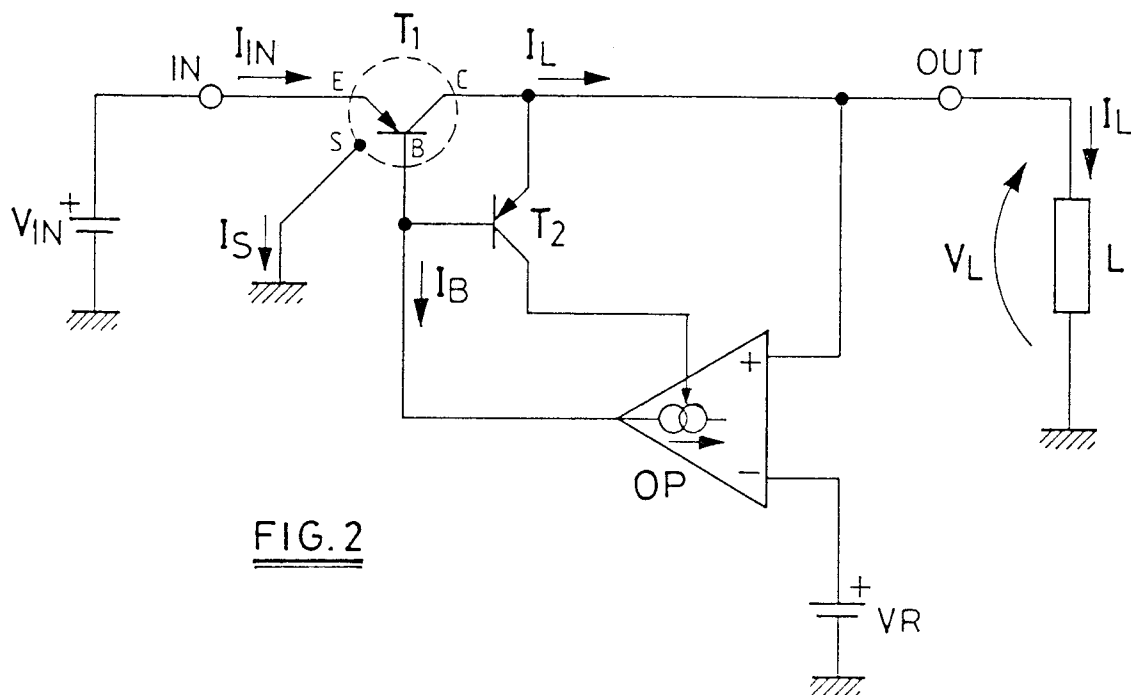 I_IN
T1
I_L
IN
E
C
OUT
S
B
I_L
+
V_IN
I_S
T2
V_L
L
I_B
+
−
OP
FIG. 2
+
VR